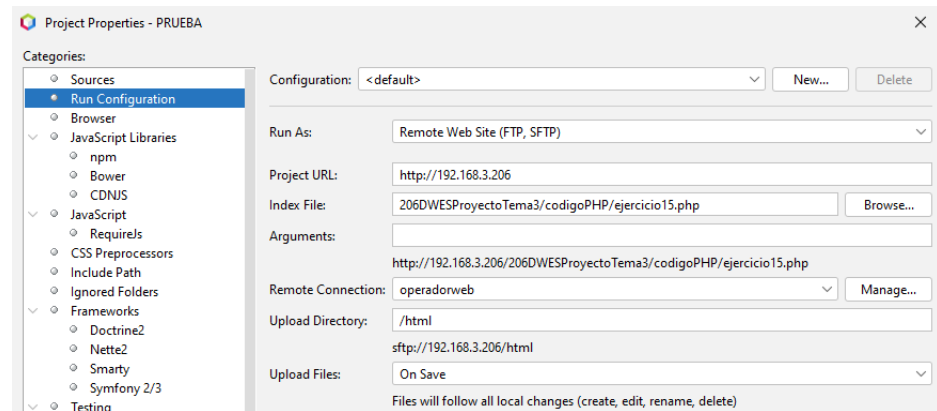 Project Properties - PRUEBA
Categories:
Sources
Run Configuration
Browser
JavaScript Libraries
npm
Bower
CDNJS
JavaScript
RequireJs
CSS Preprocessors
Include Path
Ignored Folders
Frameworks
Doctrine2
Nette2
Smarty
Symfony 2/3
Testing
Configuration: <default> New... Delete
Run As: Remote Web Site (FTP, SFTP)
Project URL: http://192.168.3.206
Index File: 206DWESProyectoTema3/codigoPHP/ejercicio15.php Browse...
Arguments:
http://192.168.3.206/206DWESProyectoTema3/codigoPHP/ejercicio15.php
Remote Connection: operadorweb Manage...
Upload Directory: /html
sftp://192.168.3.206/html
Upload Files: On Save
Files will follow all local changes (create, edit, rename, delete)